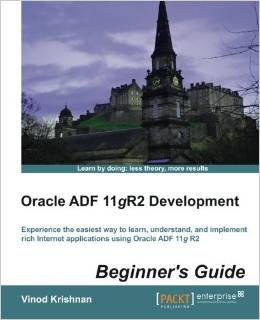 Learn by doing: less theory, more results
Oracle ADF 11gR2 Development
Experience the easiest way to learn, understand, and implement
rich Internet applications using Oracle ADF 11g R2
Beginner's Guide
Vinod Krishnan
[PACKT] enterprise
PUBLISHING